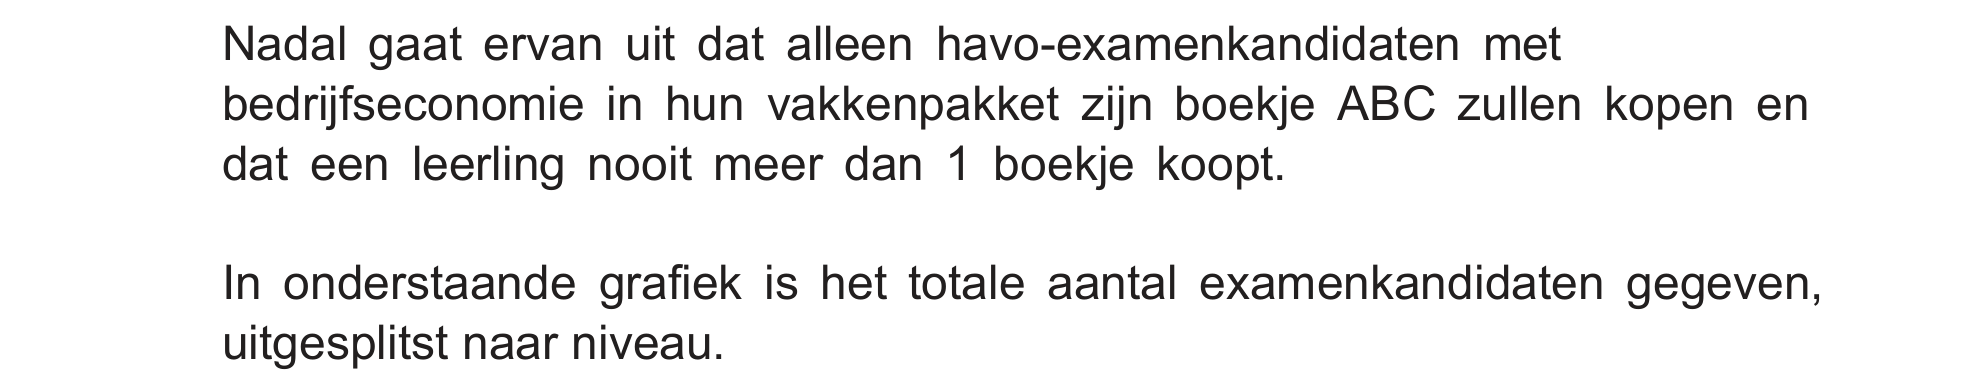 Nadal gaat ervan uit dat alleen havo-examenkandidaten met
bedrijfseconomie in hun vakkenpakket zijn boekje ABC zullen kopen en
dat een leerling nooit meer dan 1 boekje koopt.
In onderstaande grafiek is het totale aantal examenkandidaten gegeven,
uitgesplitst naar niveau.